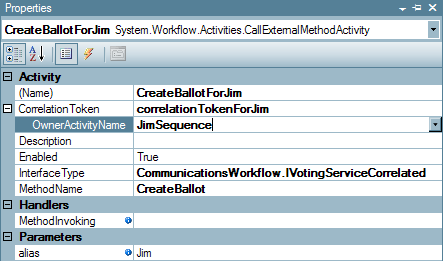 Properties
CreateBallotForJim System.Workflow.Activities.CallExternalMethodActivity
Activity
(Name) CreateBallotForJim
CorrelationToken correlationTokenForJim
OwnerActivityName JimSequence
Description
Enabled True
InterfaceType CommunicationsWorkflow.IVotingServiceCorrelated
MethodName CreateBallot
Handlers
MethodInvoking
Parameters
alias Jim